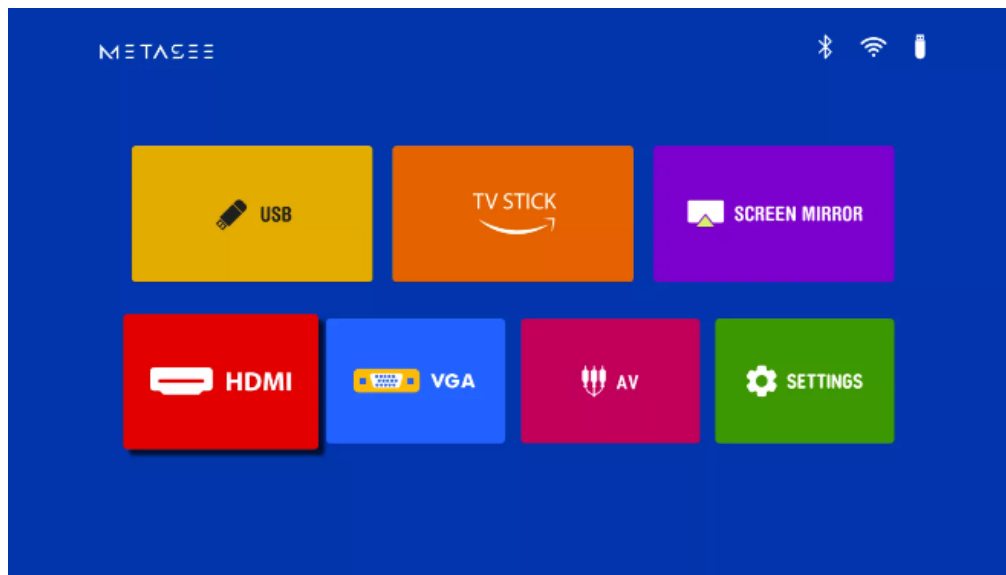 METASEE
USB
TV STICK
SCREEN MIRROR
HDMI
VGA
AV
SETTINGS